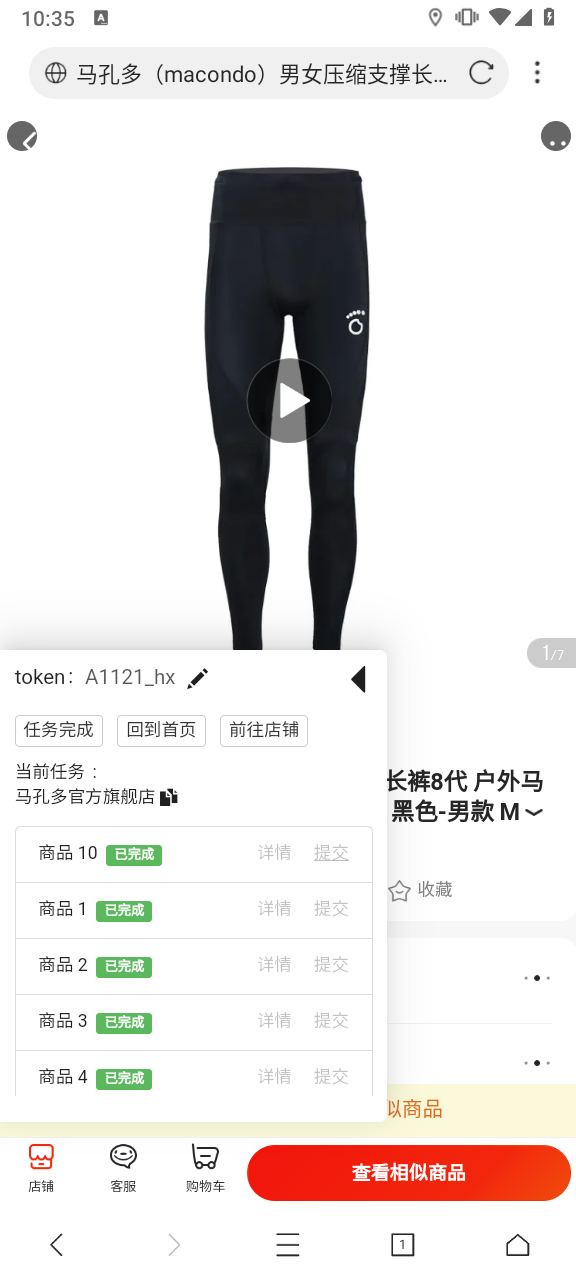 10:35
A
马孔多（macondo）男女压缩支撑长…
1/7
token： A1121_hx
任务完成 回到首页 前往店铺
当前任务：
马孔多官方旗舰店
长裤8代 户外马
黑色-男款 M
商品 10 已完成 详情 提交
收藏
商品 1 已完成 详情 提交
商品 2 已完成 详情 提交
商品 3 已完成 详情 提交
商品 4 已完成 详情 提交
似商品
店铺 客服 购物车 查看相似商品
1